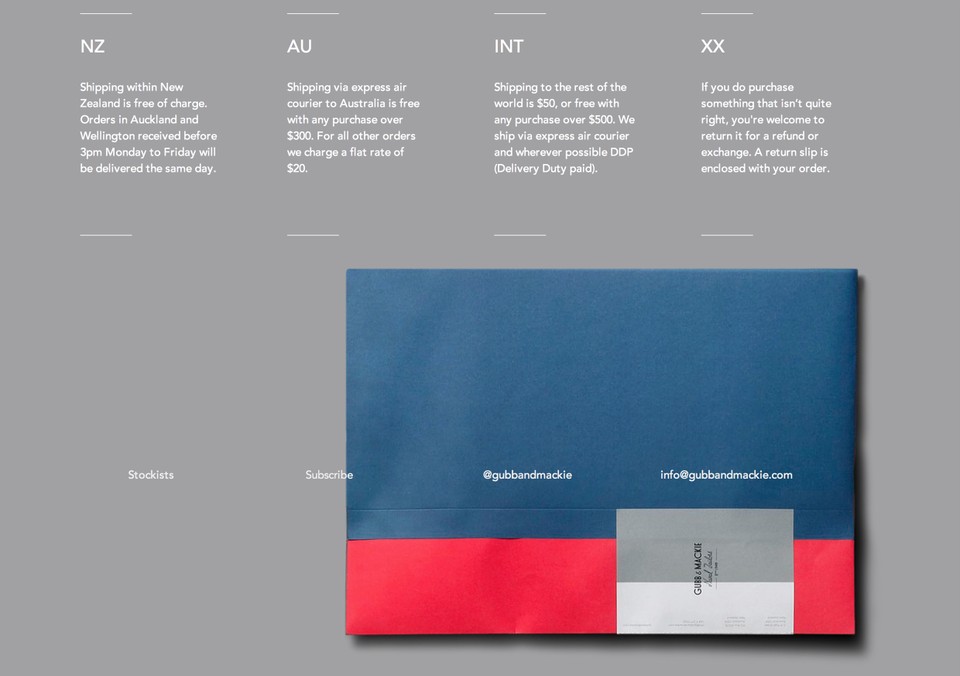 NZ
Shipping within New
Zealand is free of charge.
Orders in Auckland and
Wellington received before
3pm Monday to Friday will
be delivered the same day.
AU
Shipping via express air
courier to Australia is free
with any purchase over
$300. For all other orders
we charge a flat rate of
$20.
INT
Shipping to the rest of the
world is $50, or free with
any purchase over $500. We
ship via express air courier
and wherever possible DDP
(Delivery Duty paid).
XX
If you do purchase
something that isn't quite
right, you're welcome to
return it for a refund or
exchange. A return slip is
enclosed with your order.
Stockists
Subscribe
@gubbandmackie
info@gubbandmackie.com
GUBB & MACKIE